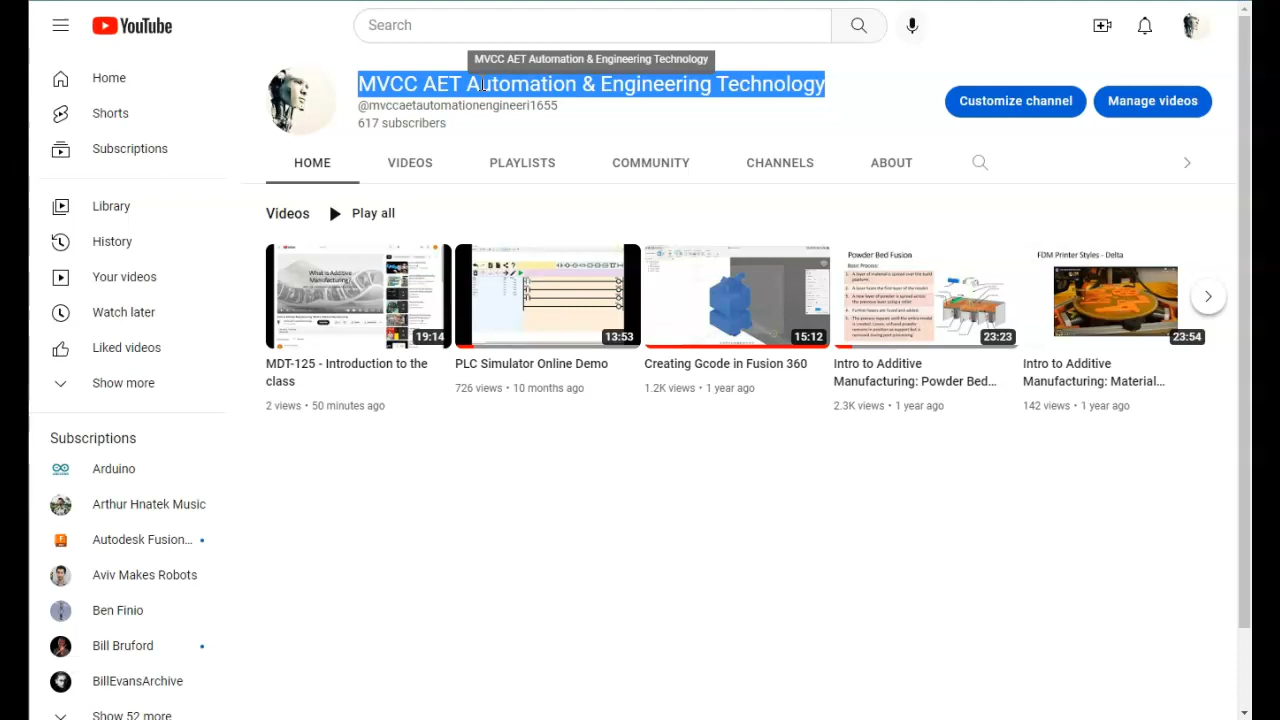 YouTube
Search
MVCC AET Automation & Engineering Technology
MVCC AET Automation & Engineering Technology
@mvccaetautomationengineeri1655
617 subscribers
Customize channel
Manage videos
Home
Shorts
Subscriptions
Library
History
Your videos
Watch later
Liked videos
Show more
Subscriptions
Arduino
Arthur Hnatek Music
Autodesk Fusion...
Aviv Makes Robots
Ben Finio
Bill Bruford
BillEvansArchive
Show 52 more
HOME
VIDEOS
PLAYLISTS
COMMUNITY
CHANNELS
ABOUT
Videos
Play all
What is Additive
Manufacturing?
19:14
MDT-125 - Introduction to the
class
2 views • 50 minutes ago
13:53
PLC Simulator Online Demo
726 views • 10 months ago
15:12
Creating Gcode in Fusion 360
1.2K views • 1 year ago
Powder Bed Fusion
Base Process:
23:23
Intro to Additive
Manufacturing: Powder Bed...
2.3K views • 1 year ago
FDM Printer Styles - Delta
23:54
Intro to Additive
Manufacturing: Material...
142 views • 1 year ago